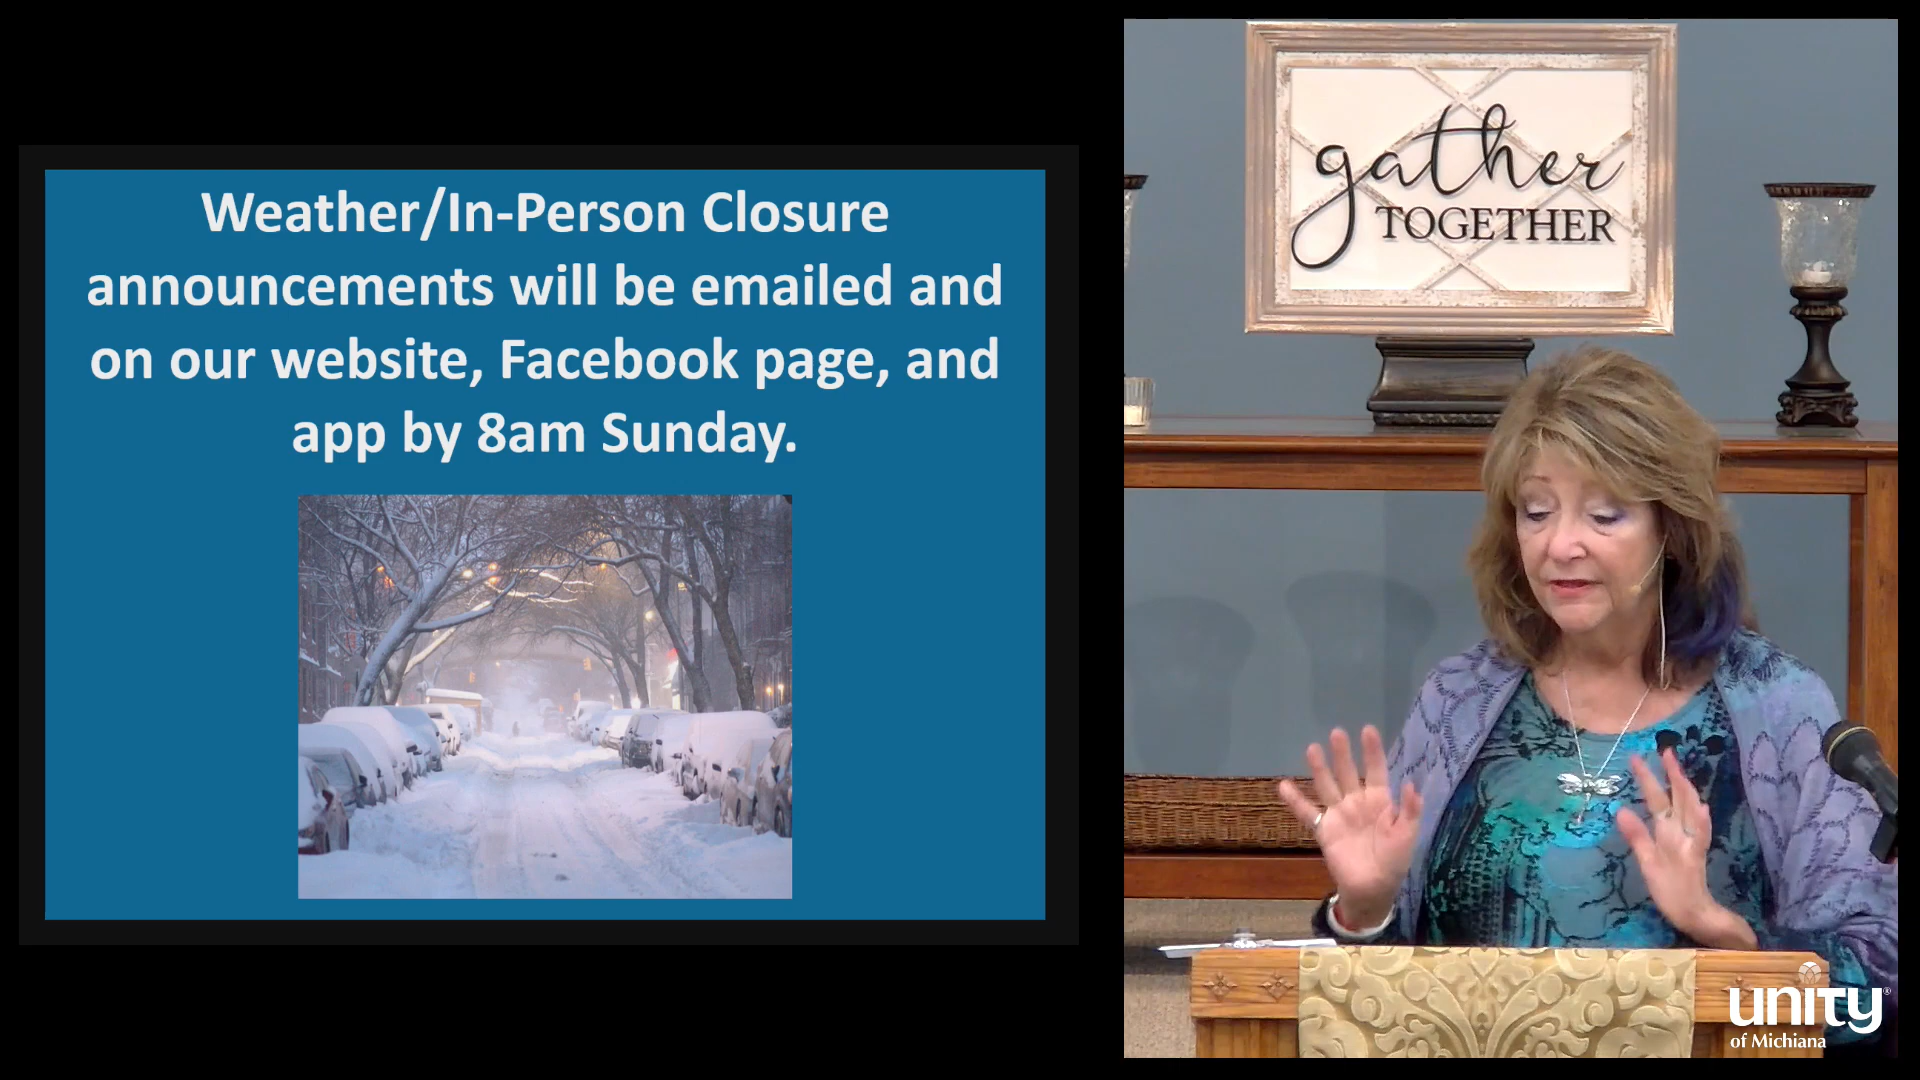 Weather/In-Person Closure
announcements will be emailed and
on our website, Facebook page, and
app by 8am Sunday.
gather
TOGETHER
unity®
of Michiana